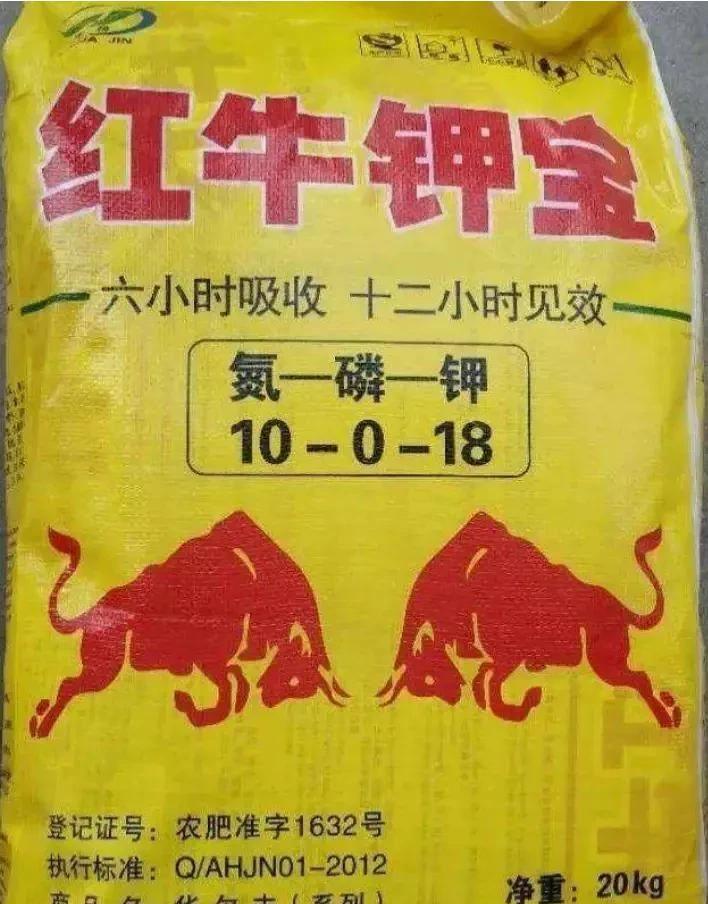 JIN
红牛钾宝
六小时吸收 十二小时见效
氮—磷—钾
10-0-18
登记证号：农肥准字1632号
执行标准：Q/AHJN01-2012
净重：20kg